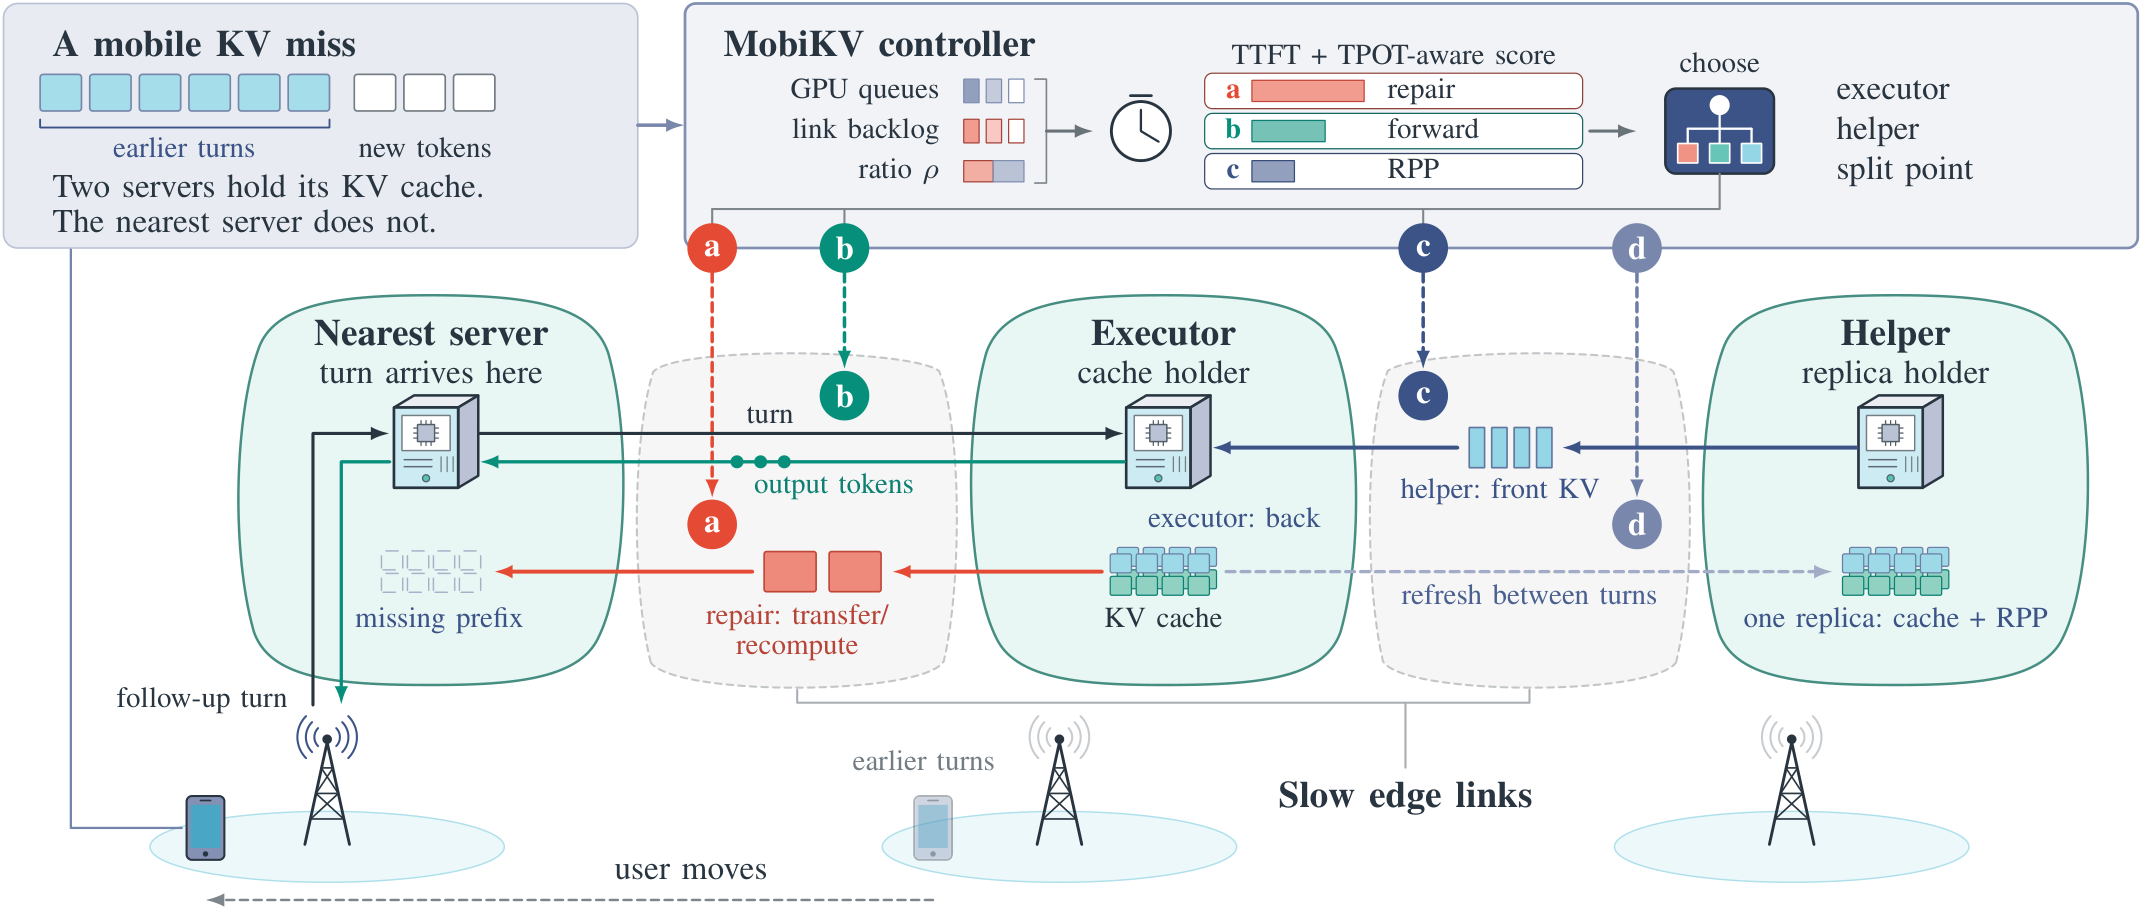 A mobile KV miss
earlier turns
new tokens
Two servers hold its KV cache.
The nearest server does not.
MobiKV controller
GPU queues
link backlog
ratio ρ
TTFT + TPOT-aware score
a repair
b forward
c RPP
choose
executor
helper
split point
a
b
c
d
Nearest server
turn arrives here
Executor
cache holder
Helper
replica holder
b
c
turn
output tokens
helper: front KV
a
executor: back
d
missing prefix
repair: transfer/
recompute
KV cache
refresh between turns
one replica: cache + RPP
follow-up turn
earlier turns
Slow edge links
user moves